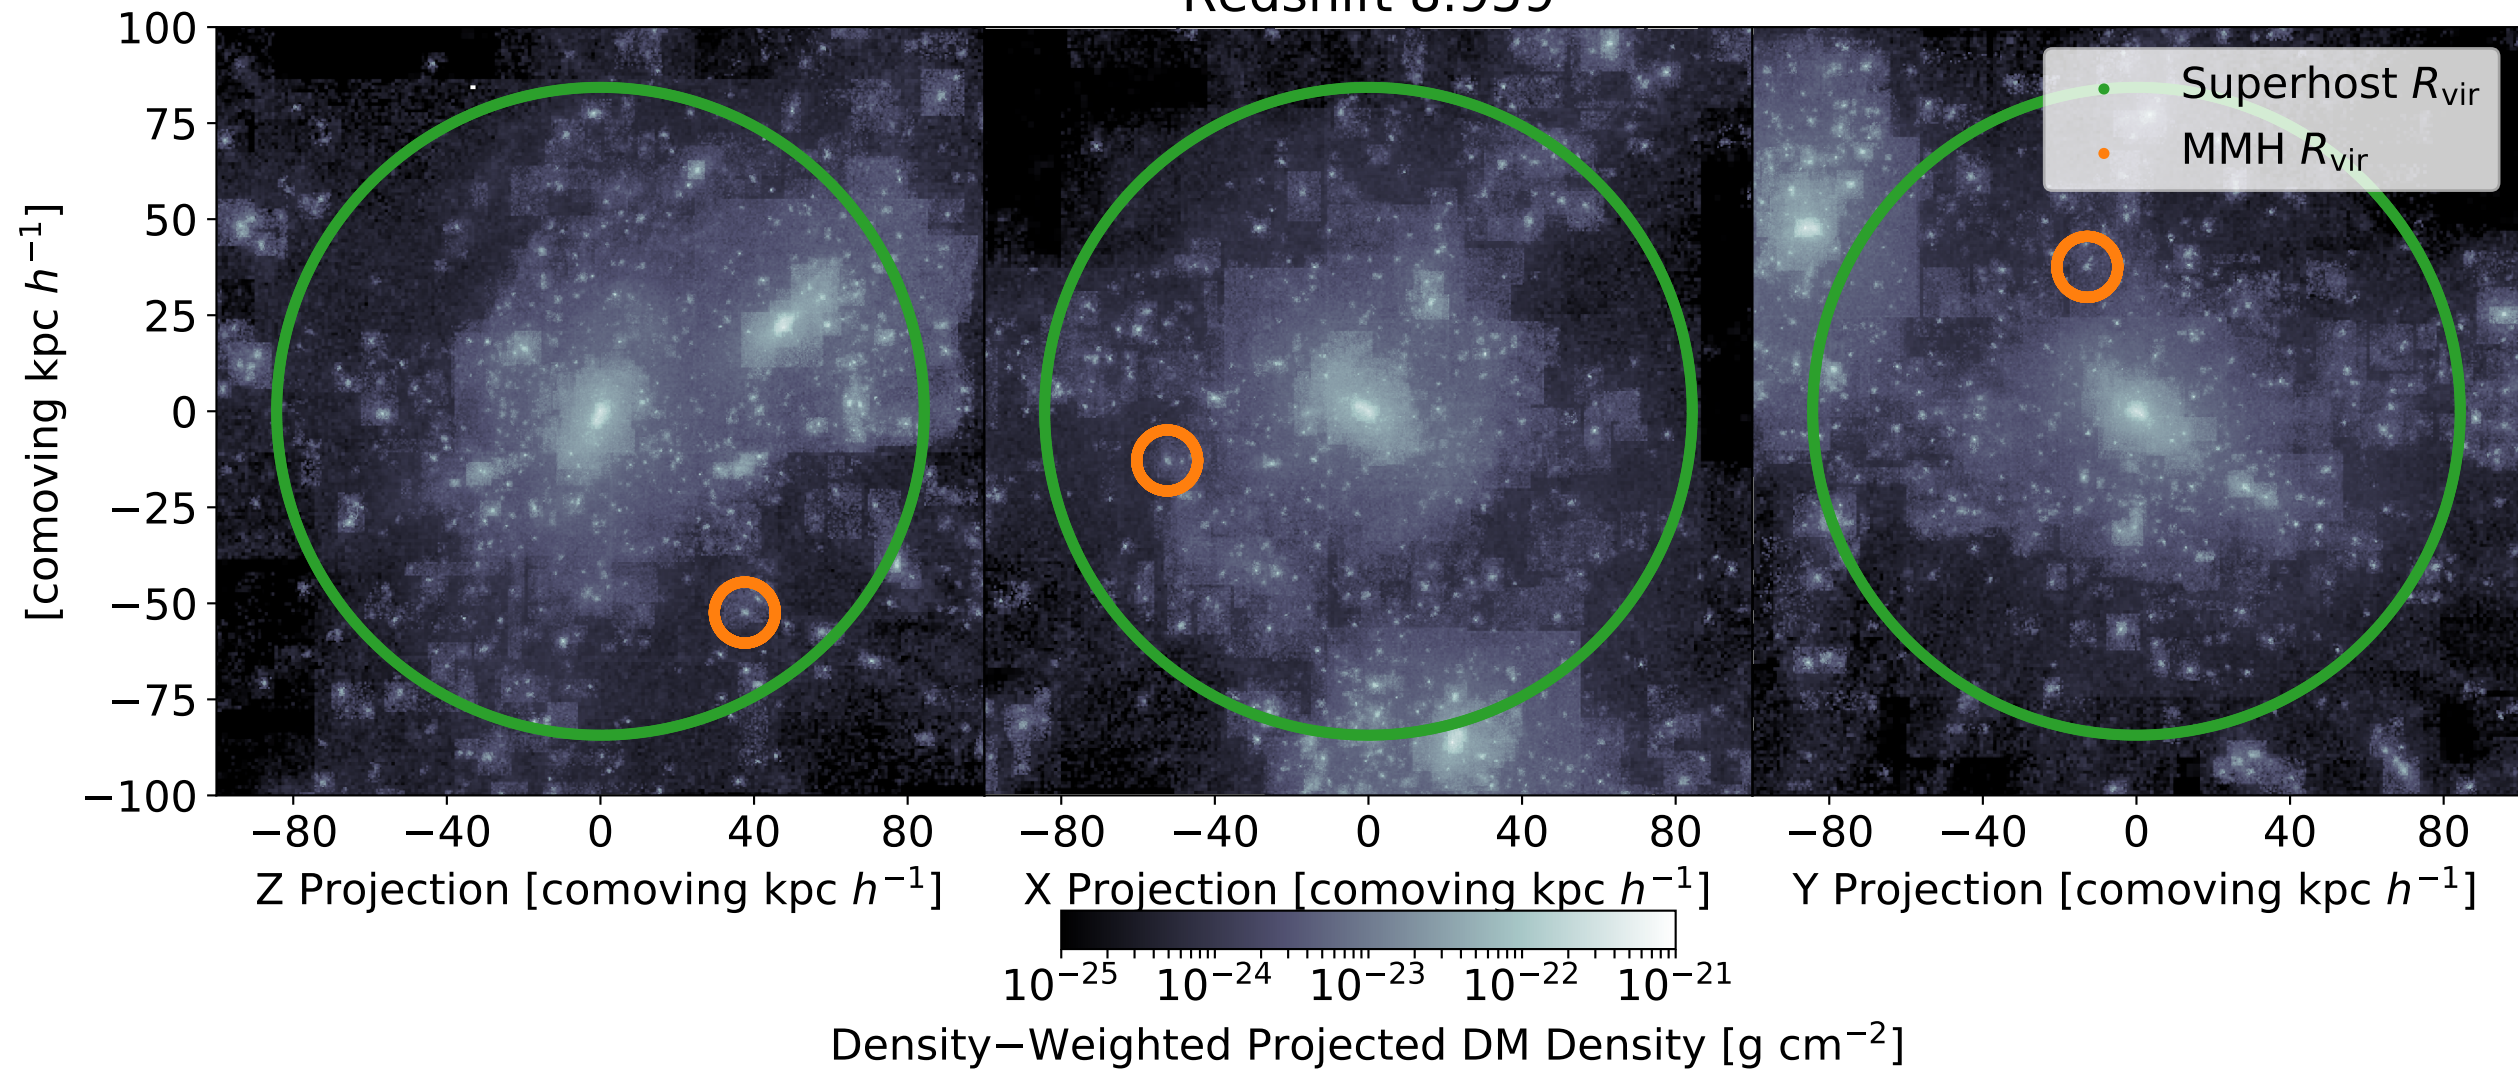 Redshift 8.939
100
75
50
25
0
−25
−50
−75
−100
[comoving kpc h⁻¹]
Superhost R_vir
MMH R_vir
−80 −40 0 40 80 −80 −40 0 40 80 −80 −40 0 40 80
Z Projection [comoving kpc h⁻¹] X Projection [comoving kpc h⁻¹] Y Projection [comoving kpc h⁻¹]
10⁻²⁵ 10⁻²⁴ 10⁻²³ 10⁻²² 10⁻²¹
Density−Weighted Projected DM Density [g cm⁻²]